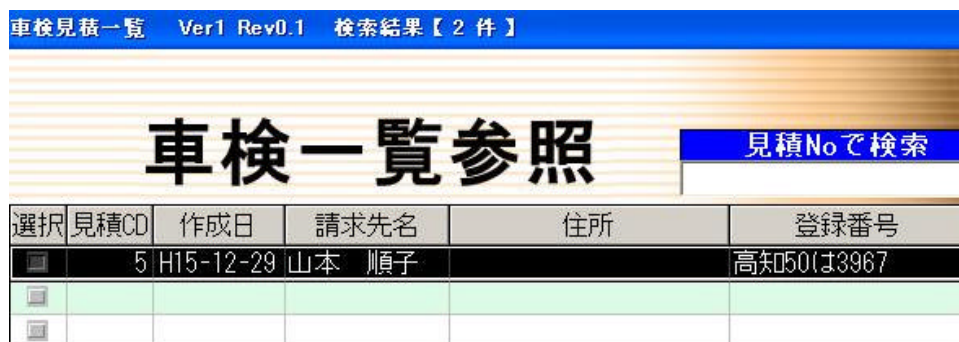 車検見積一覧 Ver1 Rev0.1 検索結果【 2 件 】
車検一覧参照
見積Noで検索
選択 見積CD 作成日 請求先名 住所 登録番号
5 H15-12-29 山本 順子 高知50(は3967